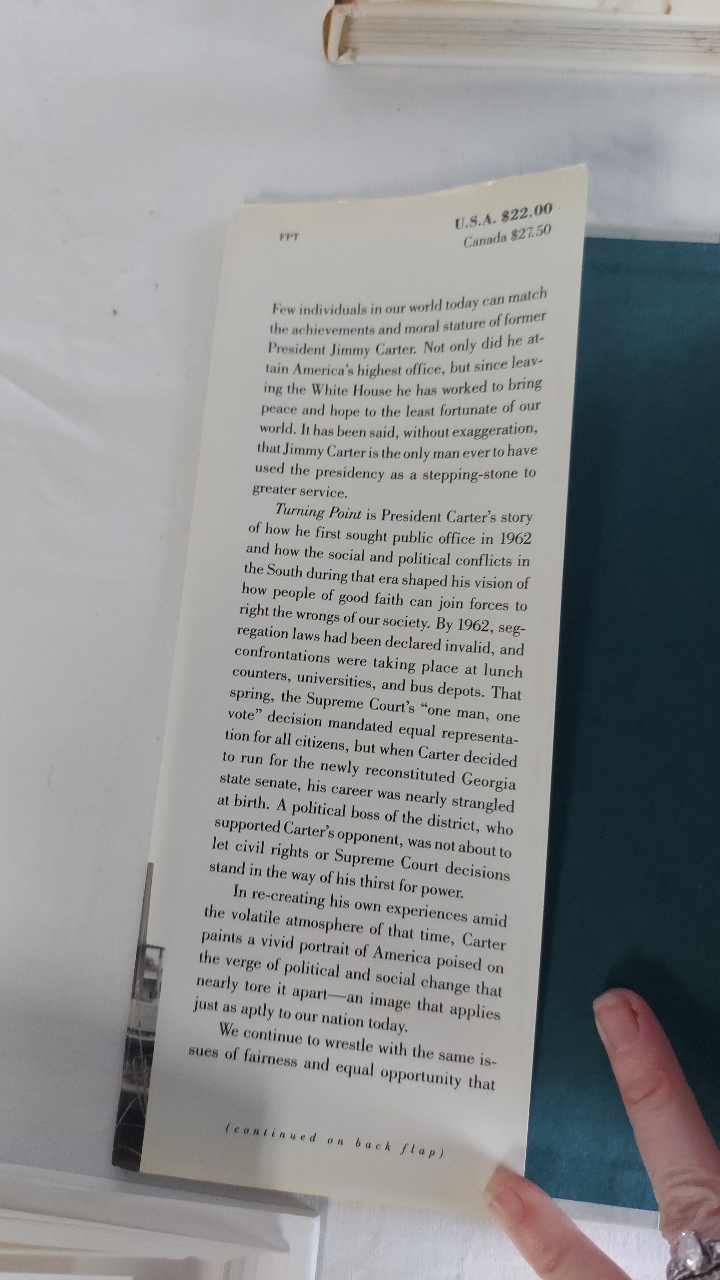 FPT
U.S.A. $22.00
Canada $27.50
Few individuals in our world today can match
the achievements and moral stature of former
President Jimmy Carter. Not only did he at-
tain America's highest office, but since leav-
ing the White House he has worked to bring
peace and hope to the least fortunate of our
world. It has been said, without exaggeration,
that Jimmy Carter is the only man ever to have
used the presidency as a stepping-stone to
greater service.
Turning Point is President Carter's story
of how he first sought public office in 1962
and how the social and political conflicts in
the South during that era shaped his vision of
how people of good faith can join forces to
right the wrongs of our society. By 1962, seg-
regation laws had been declared invalid, and
confrontations were taking place at lunch
counters, universities, and bus depots. That
spring, the Supreme Court's “one man, one
vote” decision mandated equal representa-
tion for all citizens, but when Carter decided
to run for the newly reconstituted Georgia
state senate, his career was nearly strangled
at birth. A political boss of the district, who
supported Carter's opponent, was not about to
let civil rights or Supreme Court decisions
stand in the way of his thirst for power.
In re-creating his own experiences amid
the volatile atmosphere of that time, Carter
paints a vivid portrait of America poised on
the verge of political and social change that
nearly tore it apart—an image that applies
just as aptly to our nation today.
We continue to wrestle with the same is-
sues of fairness and equal opportunity that
(continued on back flap)